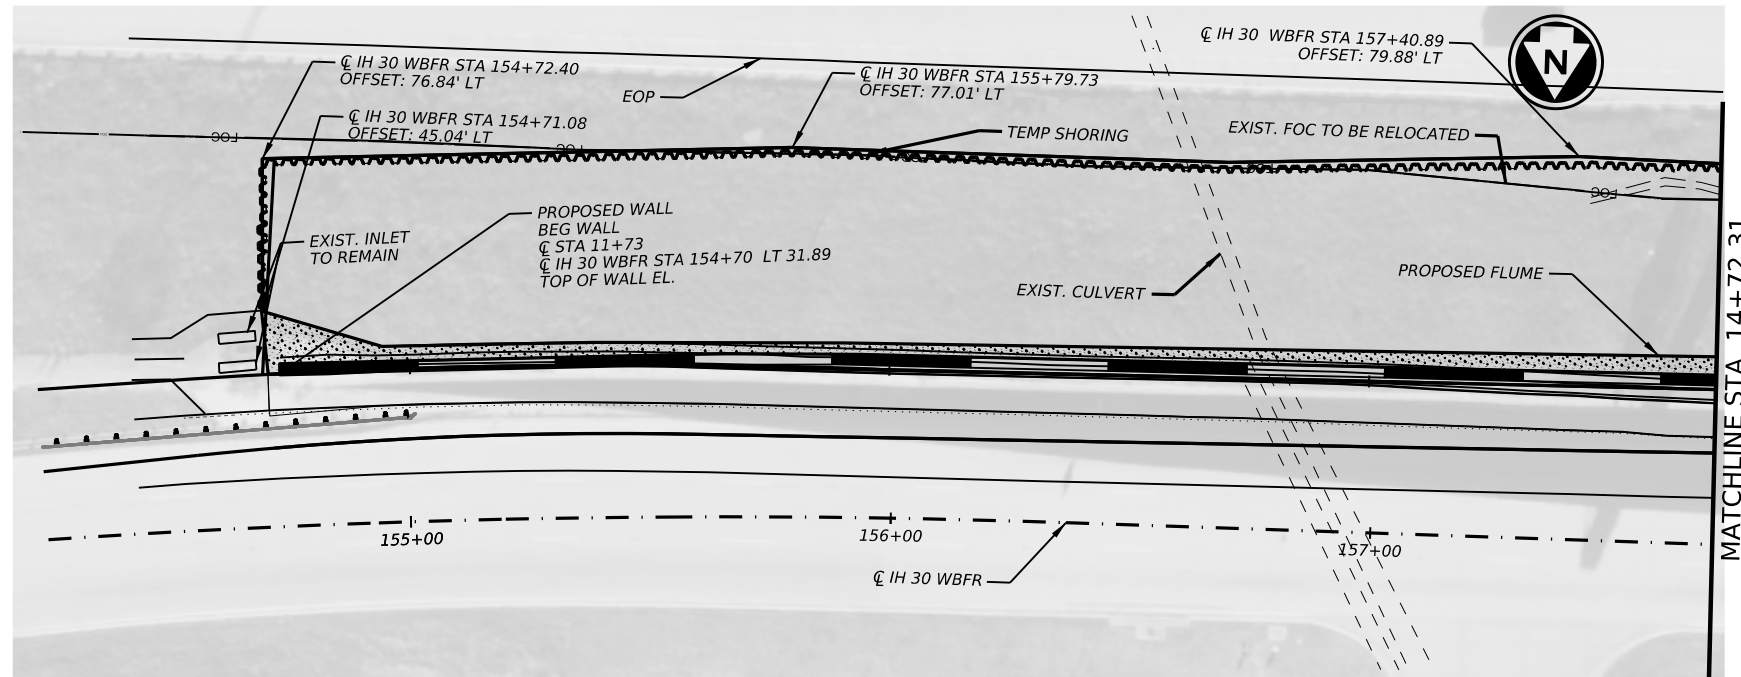 ℄ IH 30 WBFR STA 154+72.40
OFFSET: 76.84' LT
℄ IH 30 WBFR STA 154+71.08
OFFSET: 45.04' LT
EOP
℄ IH 30 WBFR STA 155+79.73
OFFSET: 77.01' LT
℄ IH 30 WBFR STA 157+40.89
OFFSET: 79.88' LT
N
TEMP SHORING
EXIST. FOC TO BE RELOCATED
FOC
FOC
FOC
EXIST. INLET
TO REMAIN
PROPOSED WALL
BEG WALL
℄ STA 11+73
℄ IH 30 WBFR STA 154+70 LT 31.89
TOP OF WALL EL.
EXIST. CULVERT
PROPOSED FLUME
MATCHLINE STA 14+72.31
155+00
156+00
157+00
℄ IH 30 WBFR